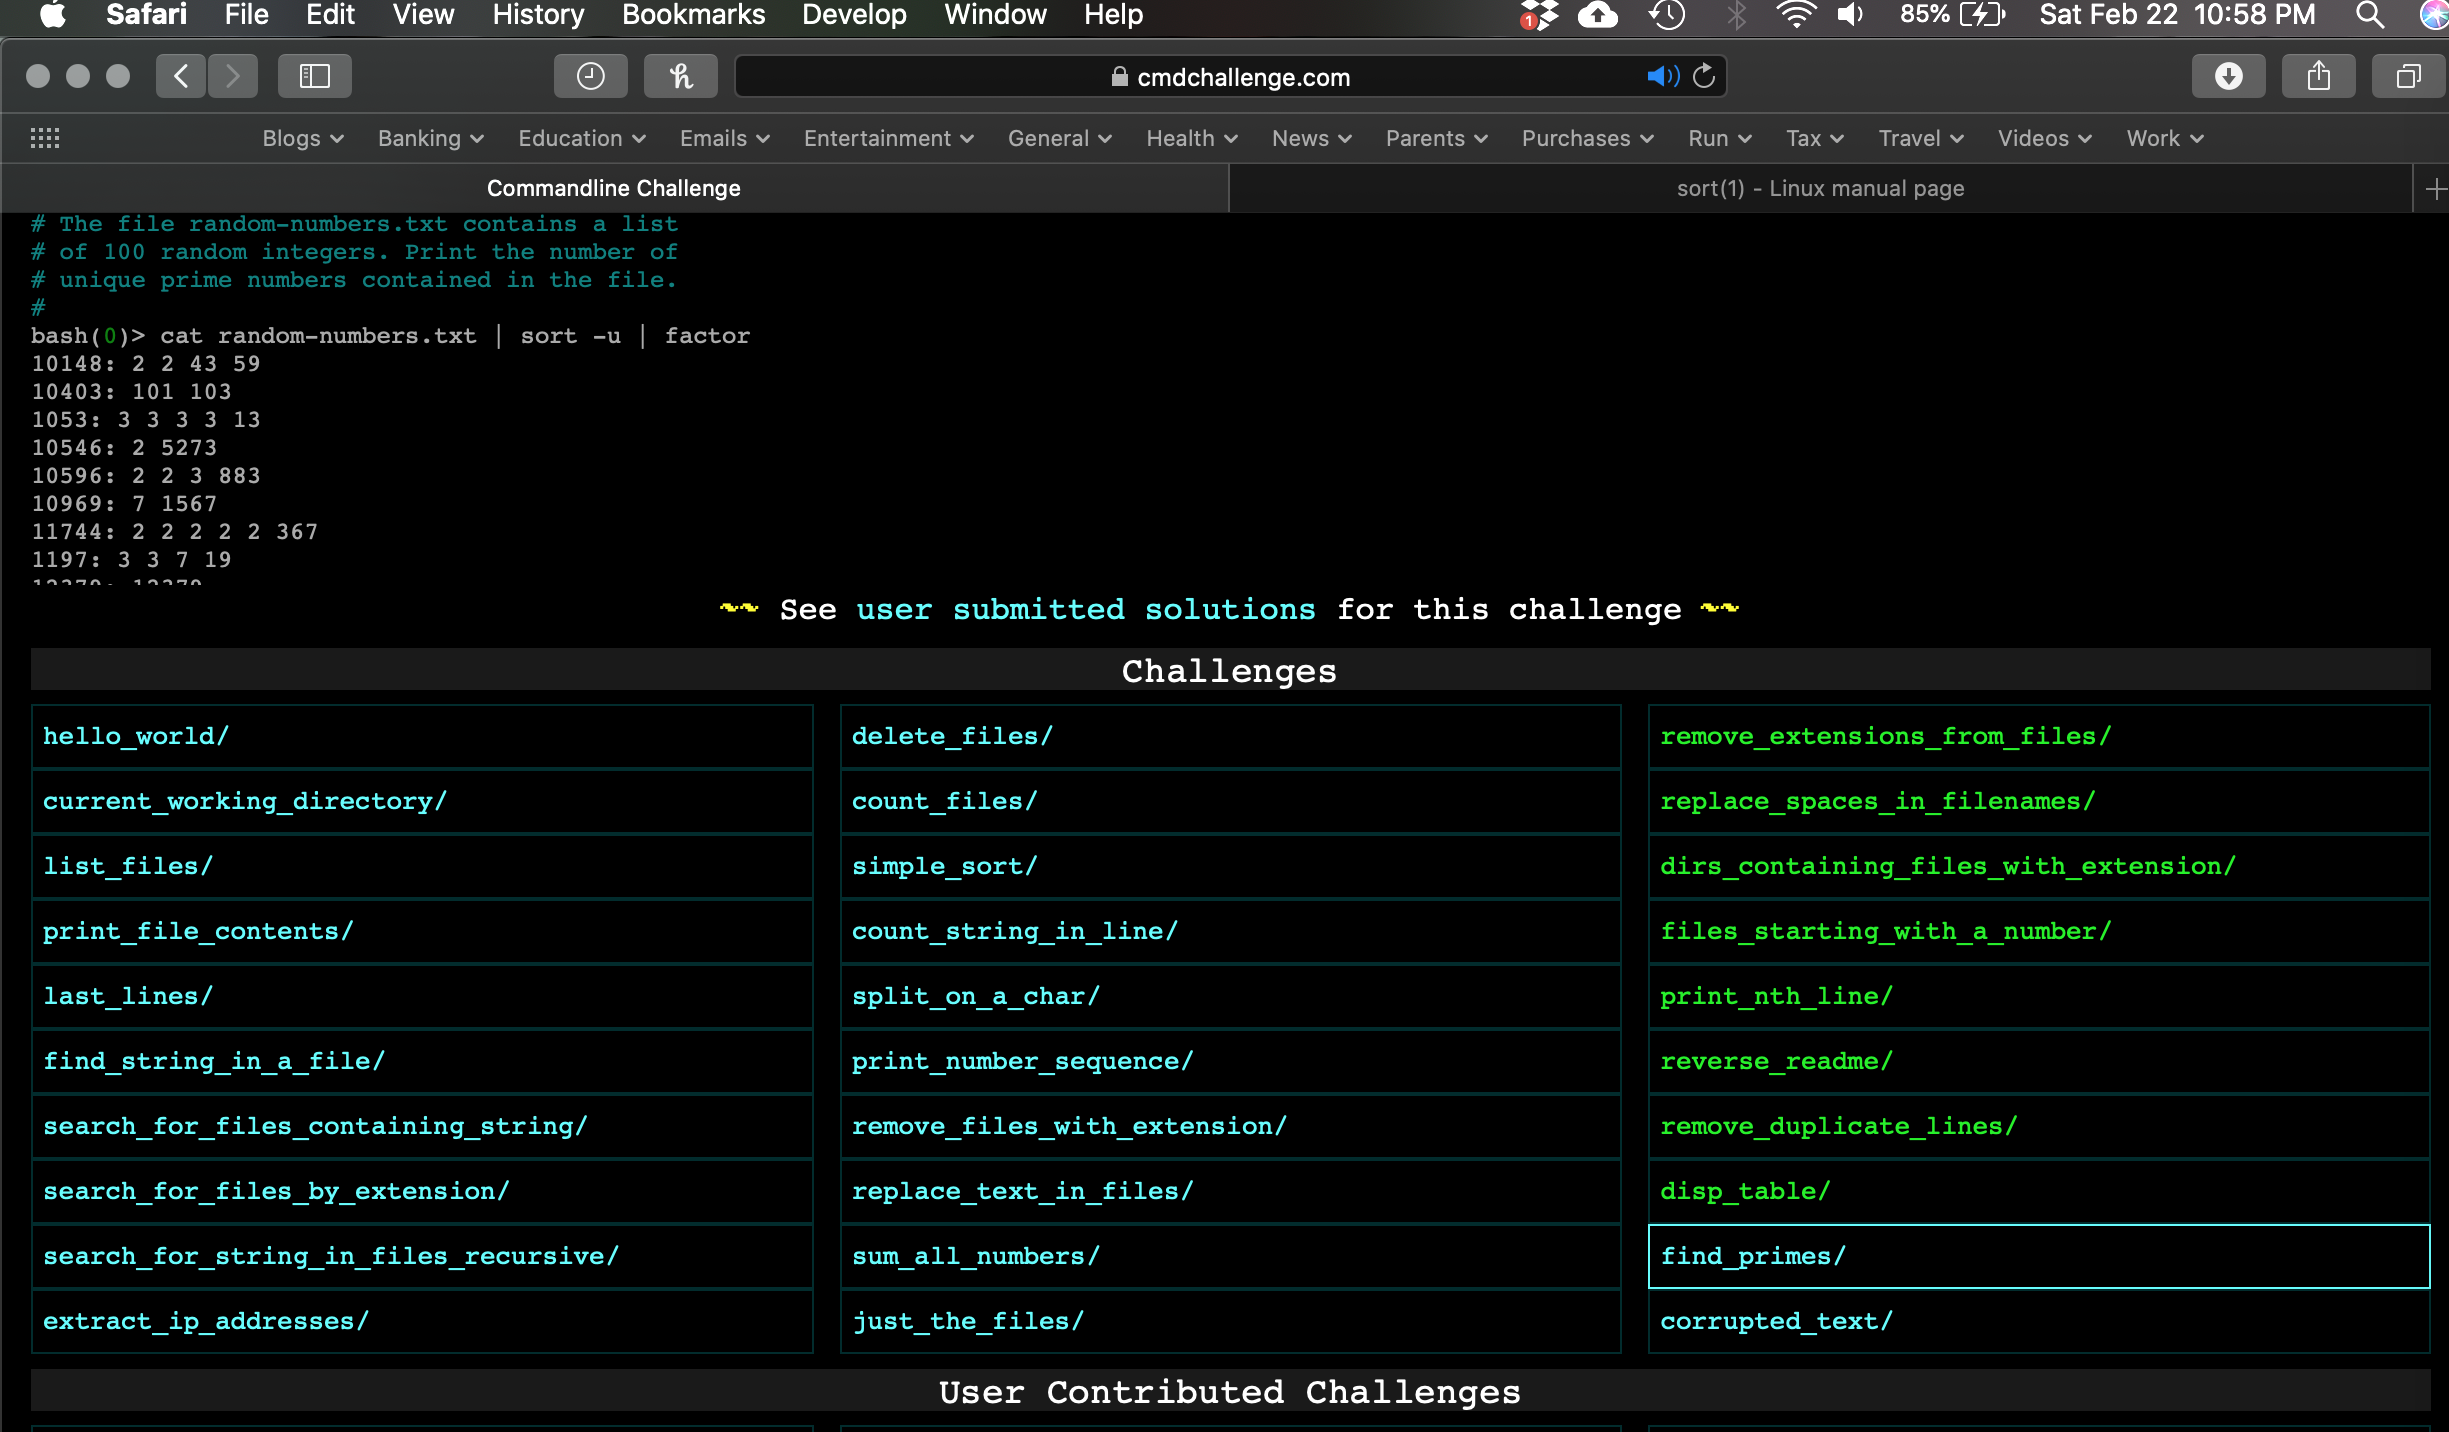 Safari File Edit View History Bookmarks Develop Window Help 1 85% Sat Feb 22 10:58 PM
cmdchallenge.com
Blogs Banking Education Emails Entertainment General Health News Parents Purchases Run Tax Travel Videos Work
Commandline Challenge sort(1) - Linux manual page
# The file random-numbers.txt contains a list
# of 100 random integers. Print the number of
# unique prime numbers contained in the file.
#
bash(0)> cat random-numbers.txt | sort -u | factor
10148: 2 2 43 59
10403: 101 103
1053: 3 3 3 3 13
10546: 2 5273
10596: 2 2 3 883
10969: 7 1567
11744: 2 2 2 2 2 367
1197: 3 3 7 19
~~ See user submitted solutions for this challenge ~~
Challenges
hello_world/ delete_files/ remove_extensions_from_files/
current_working_directory/ count_files/ replace_spaces_in_filenames/
list_files/ simple_sort/ dirs_containing_files_with_extension/
print_file_contents/ count_string_in_line/ files_starting_with_a_number/
last_lines/ split_on_a_char/ print_nth_line/
find_string_in_a_file/ print_number_sequence/ reverse_readme/
search_for_files_containing_string/ remove_files_with_extension/ remove_duplicate_lines/
search_for_files_by_extension/ replace_text_in_files/ disp_table/
search_for_string_in_files_recursive/ sum_all_numbers/ find_primes/
extract_ip_addresses/ just_the_files/ corrupted_text/
User Contributed Challenges